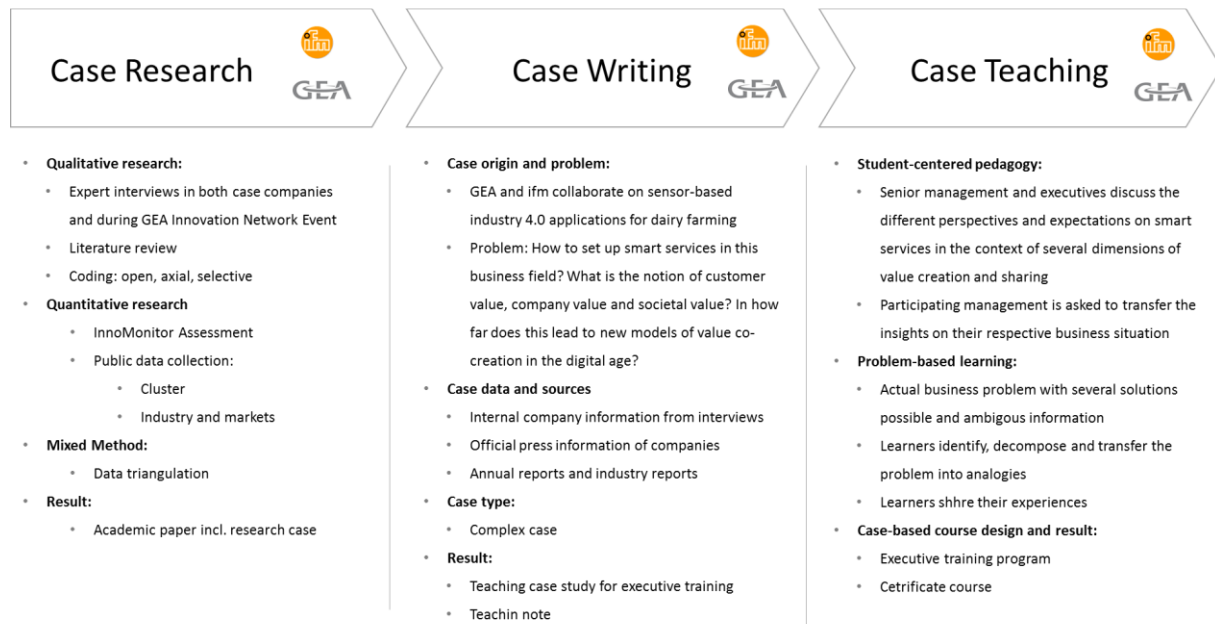 Case Research
ifm
GEA
Qualitative research:
Expert interviews in both case companies
and during GEA Innovation Network Event
Literature review
Coding: open, axial, selective
Quantitative research
InnoMonitor Assessment
Public data collection:
Cluster
Industry and markets
Mixed Method:
Data triangulation
Result:
Academic paper incl. research case
Case Writing
ifm
GEA
Case origin and problem:
GEA and ifm collaborate on sensor-based
industry 4.0 applications for dairy farming
Problem: How to set up smart services in this
business field? What is the notion of customer
value, company value and societal value? In how
far does this lead to new models of value co-
creation in the digital age?
Case data and sources
Internal company information from interviews
Official press information of companies
Annual reports and industry reports
Case type:
Complex case
Result:
Teaching case study for executive training
Teachin note
Case Teaching
ifm
GEA
Student-centered pedagogy:
Senior management and executives discuss the
different perspectives and expectations on smart
services in the context of several dimensions of
value creation and sharing
Participating management is asked to transfer the
insights on their respective business situation
Problem-based learning:
Actual business problem with several solutions
possible and ambigous information
Learners identify, decompose and transfer the
problem into analogies
Learners shhre their experiences
Case-based course design and result:
Executive training program
Cetrificate course